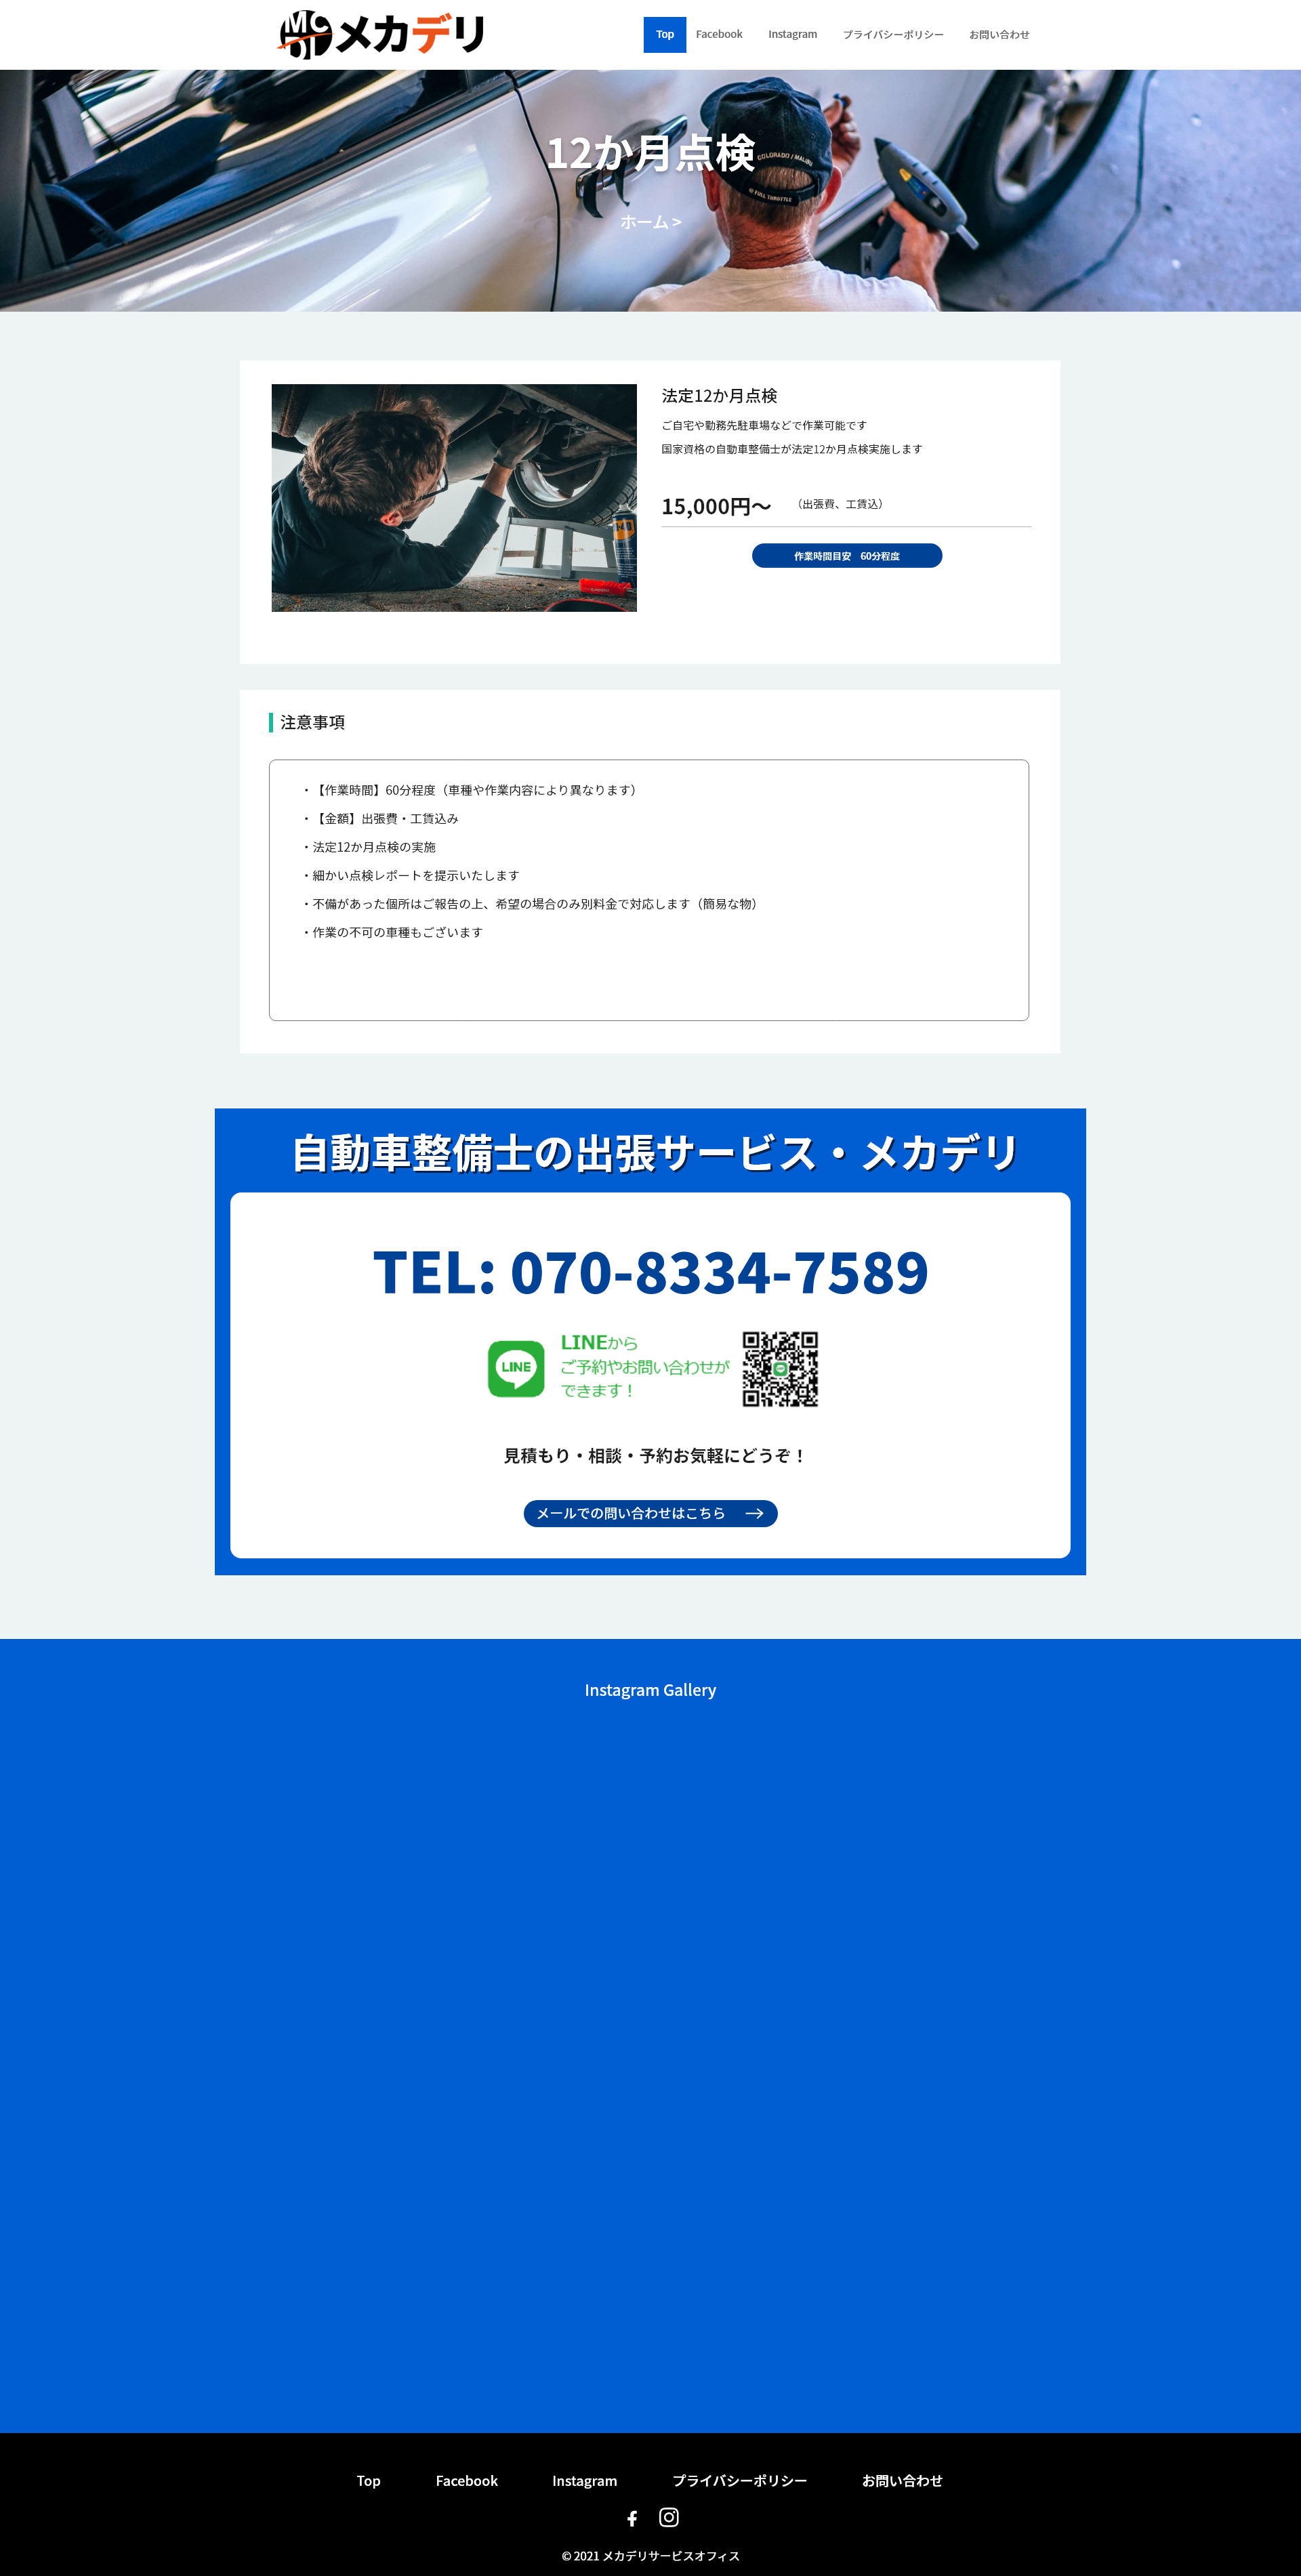 MC
メカデリ
Top
Facebook
Instagram
プライバシーポリシー
お問い合わせ
12か月点検
COLORADO / MALIBU
@ FULL THROTTLE
ホーム >
法定12か月点検
ご自宅や勤務先駐車場などで作業可能です
国家資格の自動車整備士が法定12か月点検実施します
15,000円〜 （出張費、工賃込）
作業時間目安　60分程度
注意事項
・【作業時間】60分程度（車種や作業内容により異なります）
・【金額】出張費・工賃込み
・法定12か月点検の実施
・細かい点検レポートを提示いたします
・不備があった個所はご報告の上、希望の場合のみ別料金で対応します（簡易な物）
・作業の不可の車種もございます
自動車整備士の出張サービス・メカデリ
TEL: 070-8334-7589
LINE
LINEから
ご予約やお問い合わせが
できます！
見積もり・相談・予約お気軽にどうぞ！
メールでの問い合わせはこちら
Instagram Gallery
Top
Facebook
Instagram
プライバシーポリシー
お問い合わせ
© 2021 メカデリサービスオフィス